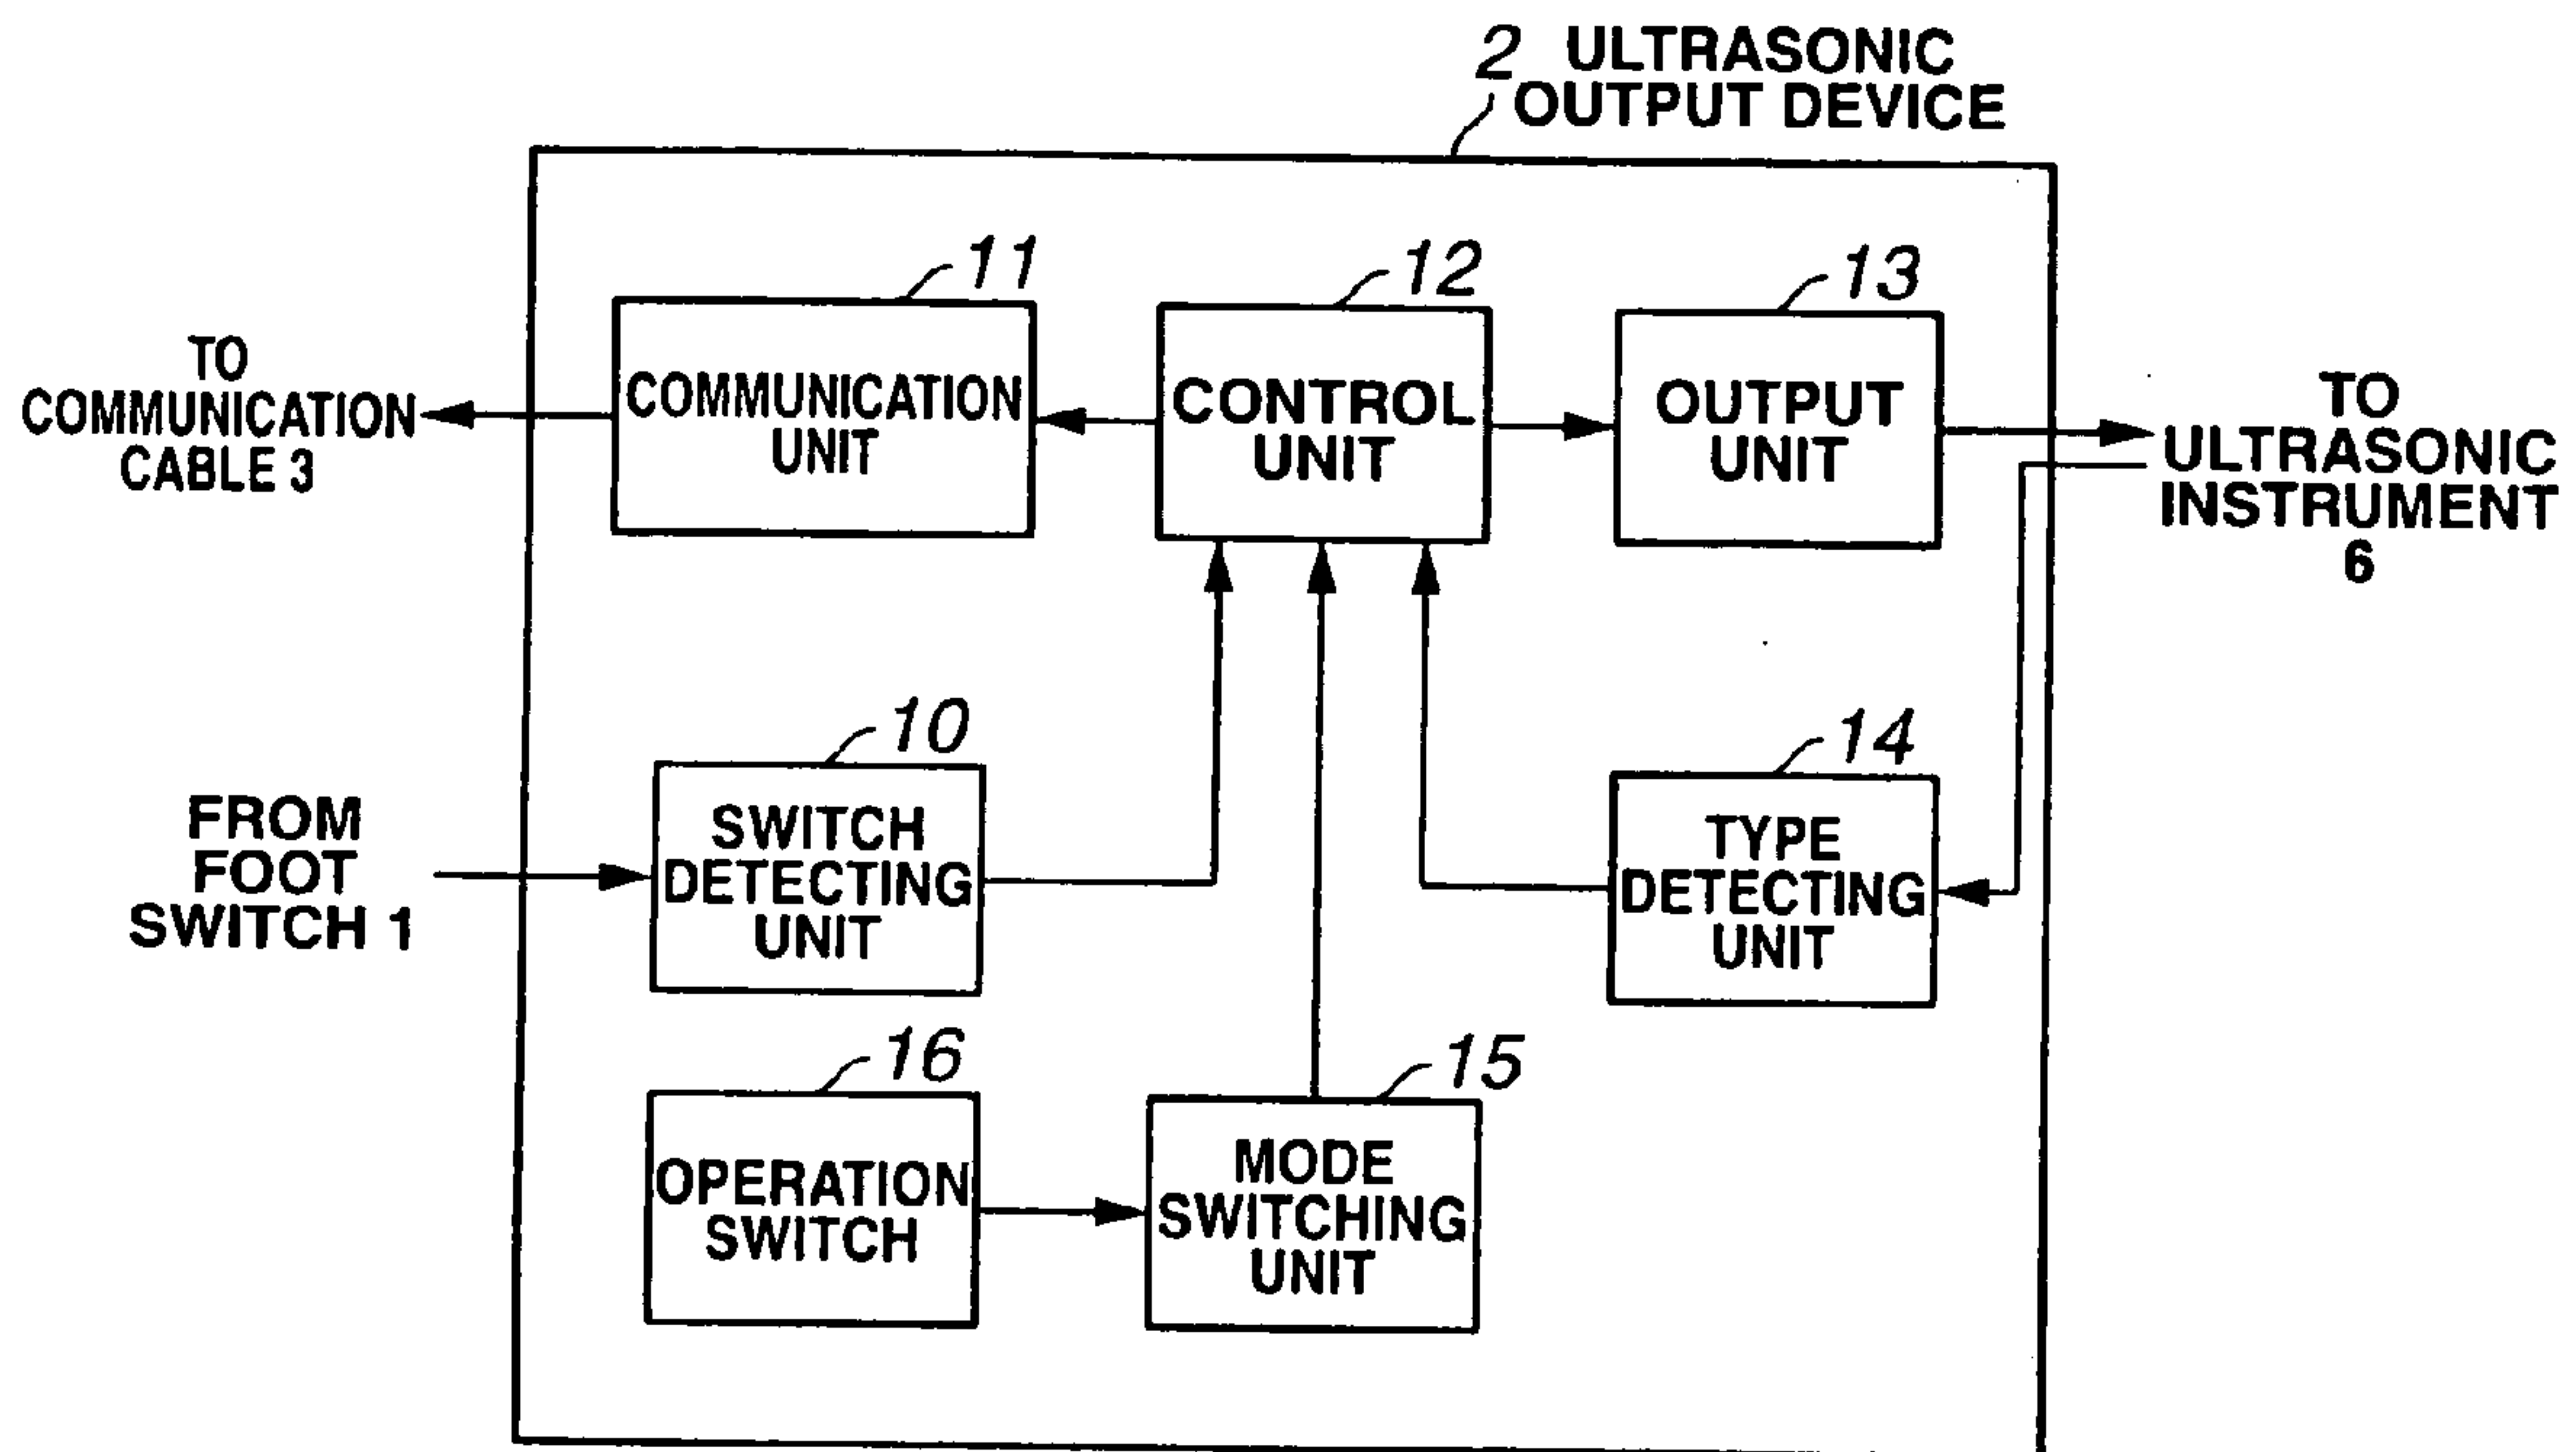 2 ULTRASONIC
OUTPUT DEVICE
11
12
13
TO
COMMUNICATION
CABLE 3
COMMUNICATION
UNIT
CONTROL
UNIT
OUTPUT
UNIT
TO
ULTRASONIC
INSTRUMENT
6
10
14
FROM
FOOT
SWITCH 1
SWITCH
DETECTING
UNIT
TYPE
DETECTING
UNIT
16
15
OPERATION
SWITCH
MODE
SWITCHING
UNIT